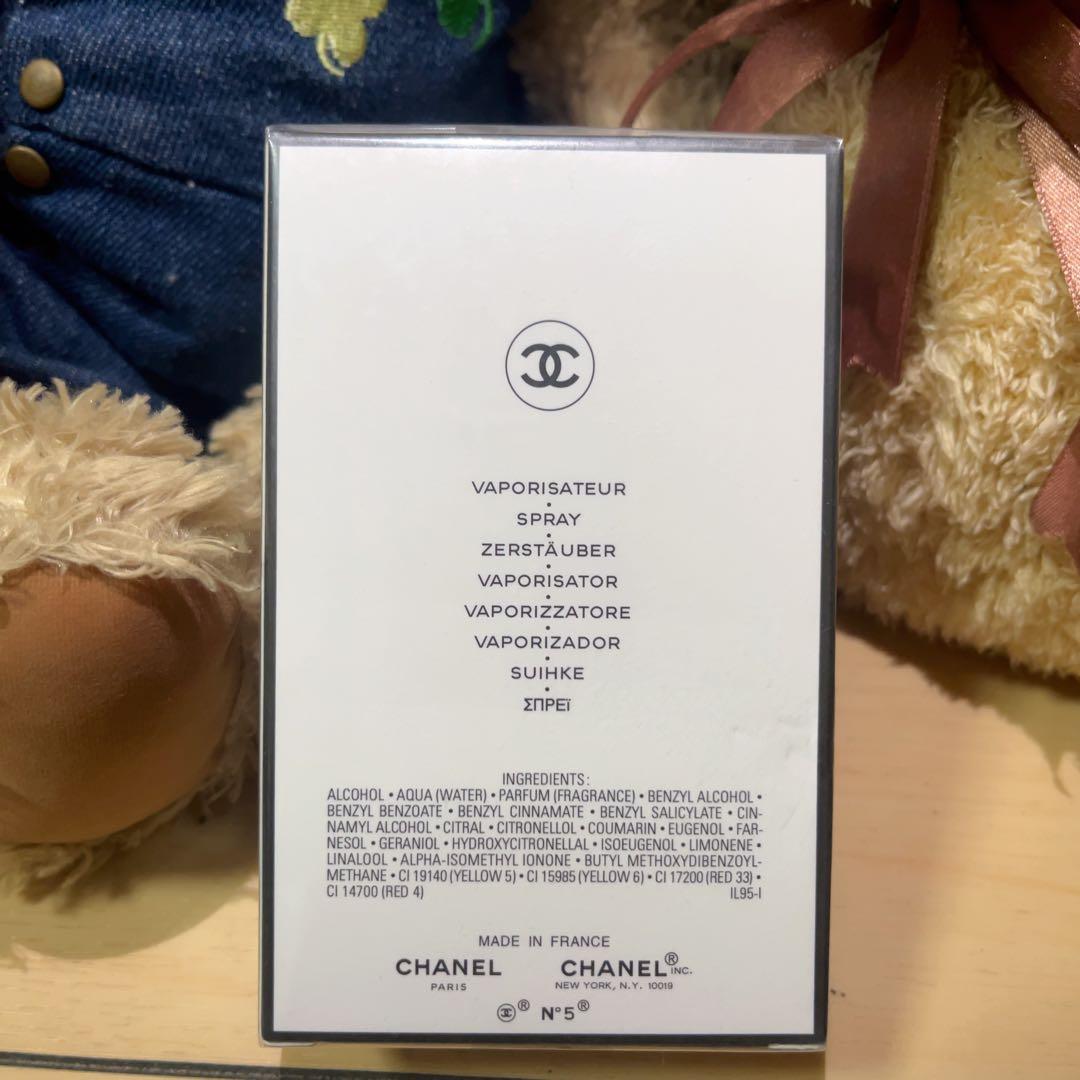 VAPORISATEUR
•
SPRAY
•
ZERSTÄUBER
•
VAPORISATOR
•
VAPORIZZATORE
•
VAPORIZADOR
•
SUIHKE
•
ΣΠΡΕΪ
INGREDIENTS:
ALCOHOL • AQUA (WATER) • PARFUM (FRAGRANCE) • BENZYL ALCOHOL •
BENZYL BENZOATE • BENZYL CINNAMATE • BENZYL SALICYLATE • CIN-
NAMYL ALCOHOL • CITRAL • CITRONELLOL • COUMARIN • EUGENOL • FAR-
NESOL • GERANIOL • HYDROXYCITRONELLAL • ISOEUGENOL • LIMONENE •
LINALOOL • ALPHA-ISOMETHYL IONONE • BUTYL METHOXYDIBENZOYL-
METHANE • CI 19140 (YELLOW 5) • CI 15985 (YELLOW 6) • CI 17200 (RED 33) •
CI 14700 (RED 4) IL95-I
MADE IN FRANCE
CHANEL CHANEL® INC.
PARIS NEW YORK, N.Y. 10019
® N°5®